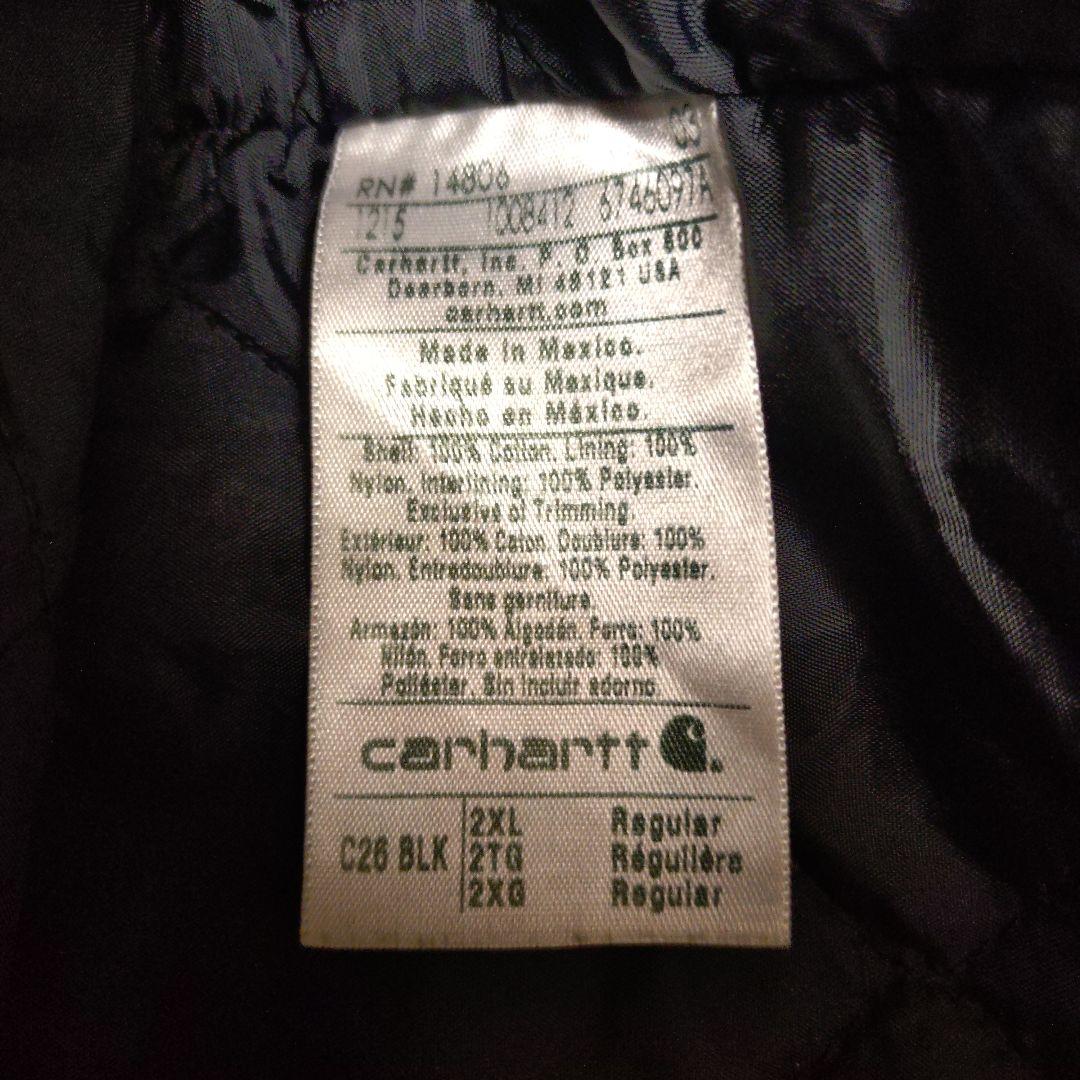 05
RN# 14806
1215 1008412 6746097A
Carhartt, Inc. P. O. Box 600
Dearborn, MI 48121 USA
carhartt.com
Made in Mexico.
Fabriqué au Mexique.
Hecho en México.
Shell: 100% Cotton. Lining: 100%
Nylon. Interlining: 100% Polyester.
Exclusive of Trimming.
Extérieur: 100% Coton. Doublure: 100%
Nylon. Entredoublure: 100% Polyester.
Sans garniture.
Armazón: 100% Algodón. Forro: 100%
Nilón. Forro entrelazado: 100%
Poliéster. Sin incluir adorno
carhartt
C26 BLK
2XL Regular
2TG Régulière
2XG Regular